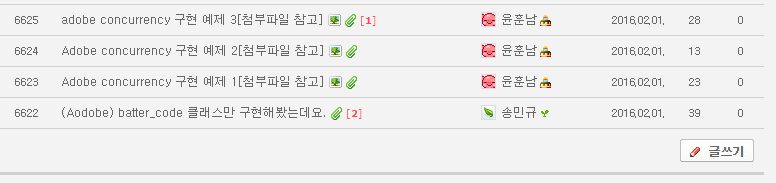 6625 adobe concurrency 구현 예제 3[첨부파일 참고] [1] 윤훈남 2016.02.01. 28 0
6624 Adobe concurrency 구현 예제 2[첨부파일 참고] 윤훈남 2016.02.01. 13 0
6623 Adobe concurrency 구현 예제 1[첨부파일 참고] 윤훈남 2016.02.01. 23 0
6622 (Aodobe) batter_code 클래스만 구현해봤는데요. [2] 송민규 2016.02.01. 39 0
글쓰기